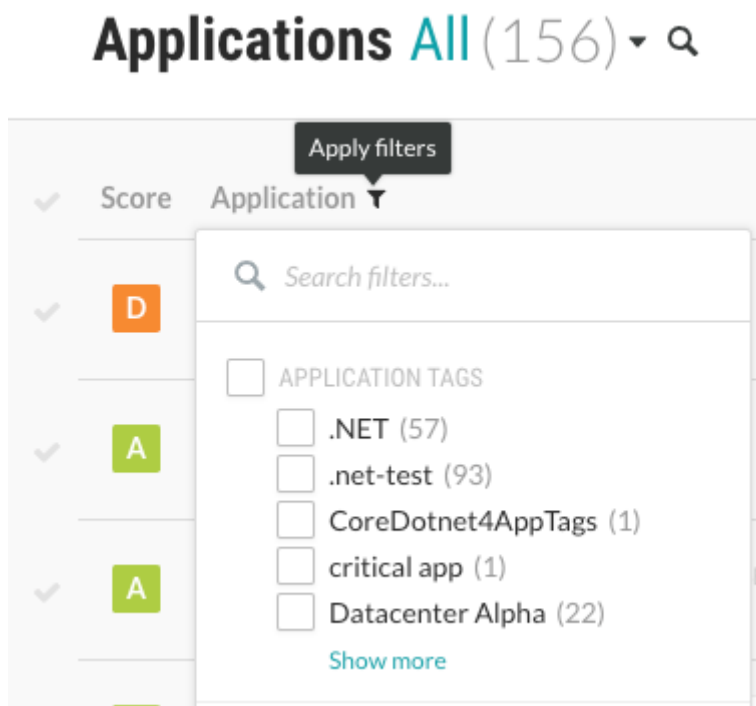 Applications All (156)
Apply filters
Score Application
Search filters...
D
APPLICATION TAGS
.NET (57)
.net-test (93)
A
CoreDotnet4AppTags (1)
critical app (1)
A
Datacenter Alpha (22)
Show more